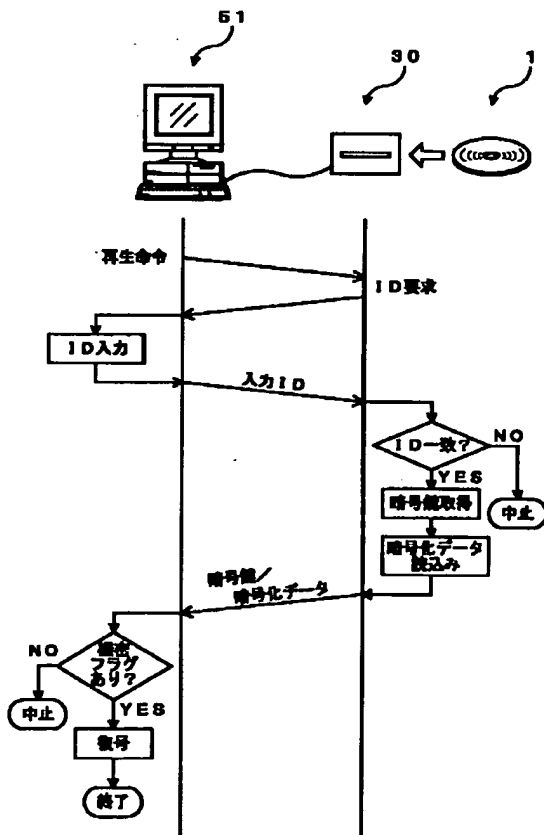 51
30
1
再生命令
ID要求
ID入力
入力ID
ID一致?
NO
YES
暗号鍵取得
中止
暗号化データ
読込み
暗号鍵/
暗号化データ
機密
フラグ
あり?
NO
YES
中止
復号
終了